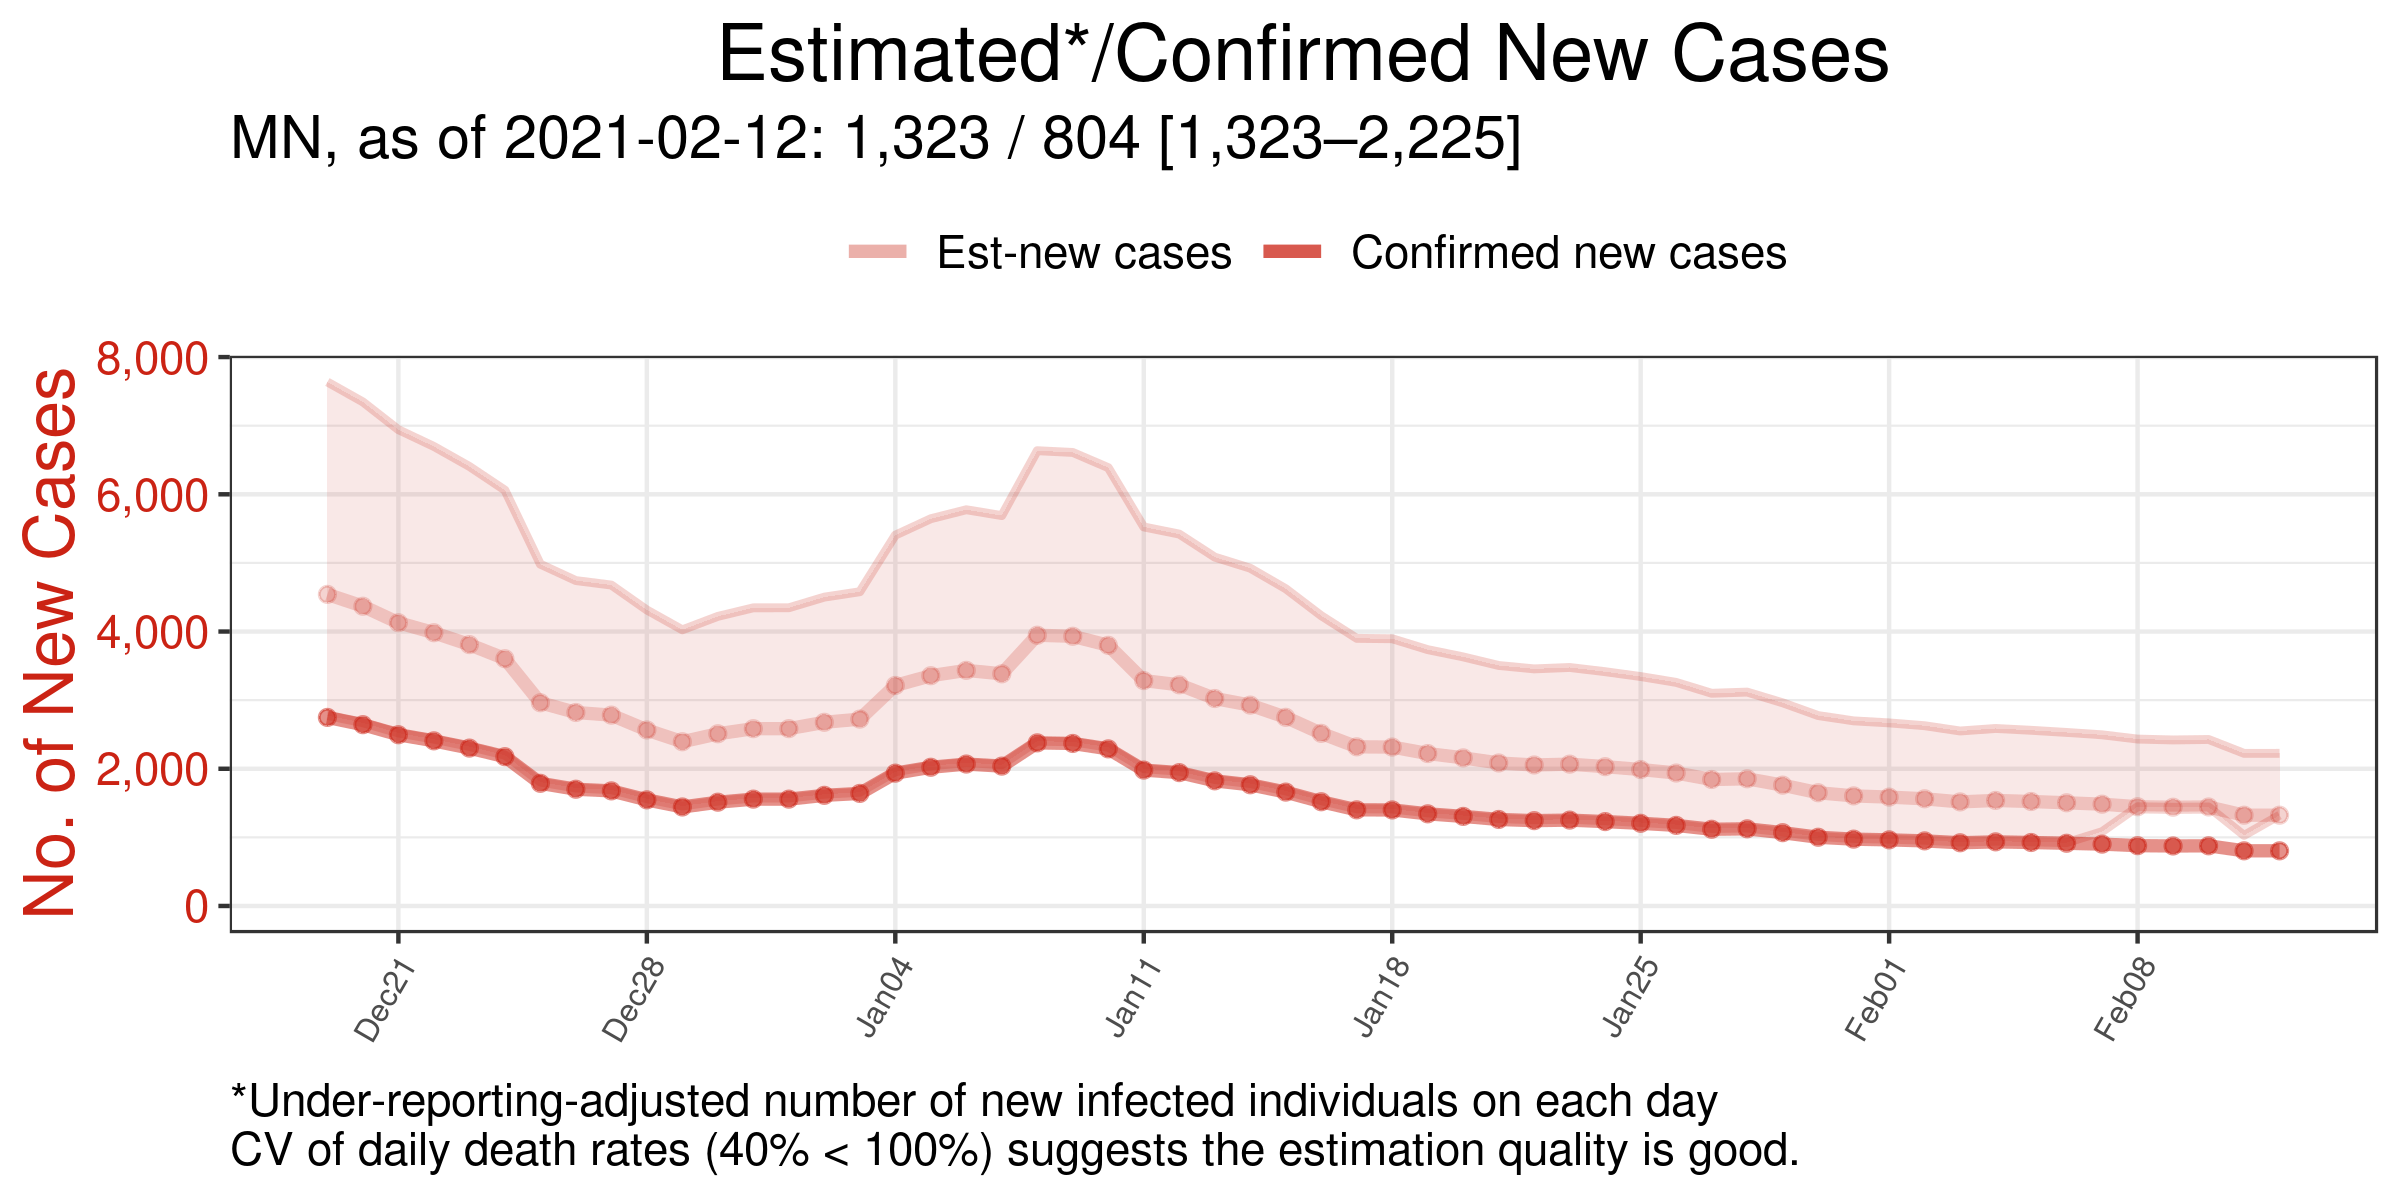 Estimated*/Confirmed New Cases
MN, as of 2021-02-12: 1,323 / 804 [1,323–2,225]
Est-new cases Confirmed new cases
No. of New Cases
8,000
6,000
4,000
2,000
0
Dec21 Dec28 Jan04 Jan11 Jan18 Jan25 Feb01 Feb08
*Under-reporting-adjusted number of new infected individuals on each day
CV of daily death rates (40% < 100%) suggests the estimation quality is good.